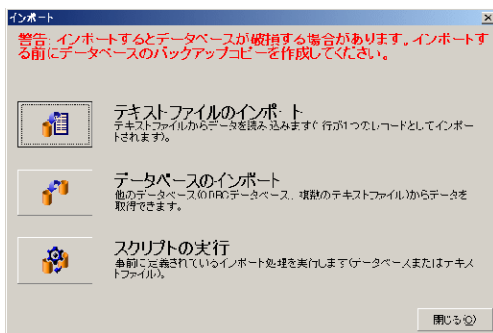 インポート
警告: インポートするとデータベースが破損する場合があります。インポートす
る前にデータベースのバックアップコピーを作成してください。
テキストファイルのインポート
テキストファイルからデータを読み込みます(1行が1つのレコードとしてインポー
トされます)。
データベースのインポート
他のデータベース(ODBCデータベース、複数のテキストファイル)からデータを
取得できます。
スクリプトの実行
事前に定義されているインポート処理を実行します(データベースまたはテキス
トファイル)。
閉じる(O)